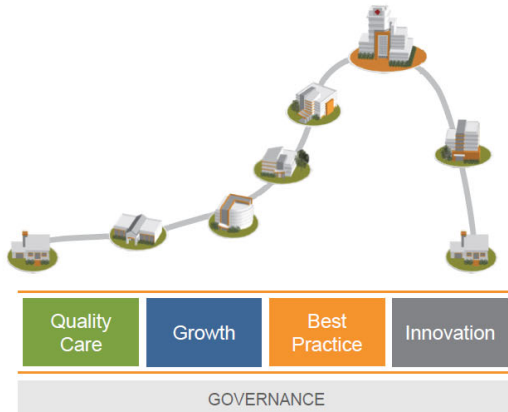 Quality
Care
Growth
Best
Practice
Innovation
GOVERNANCE